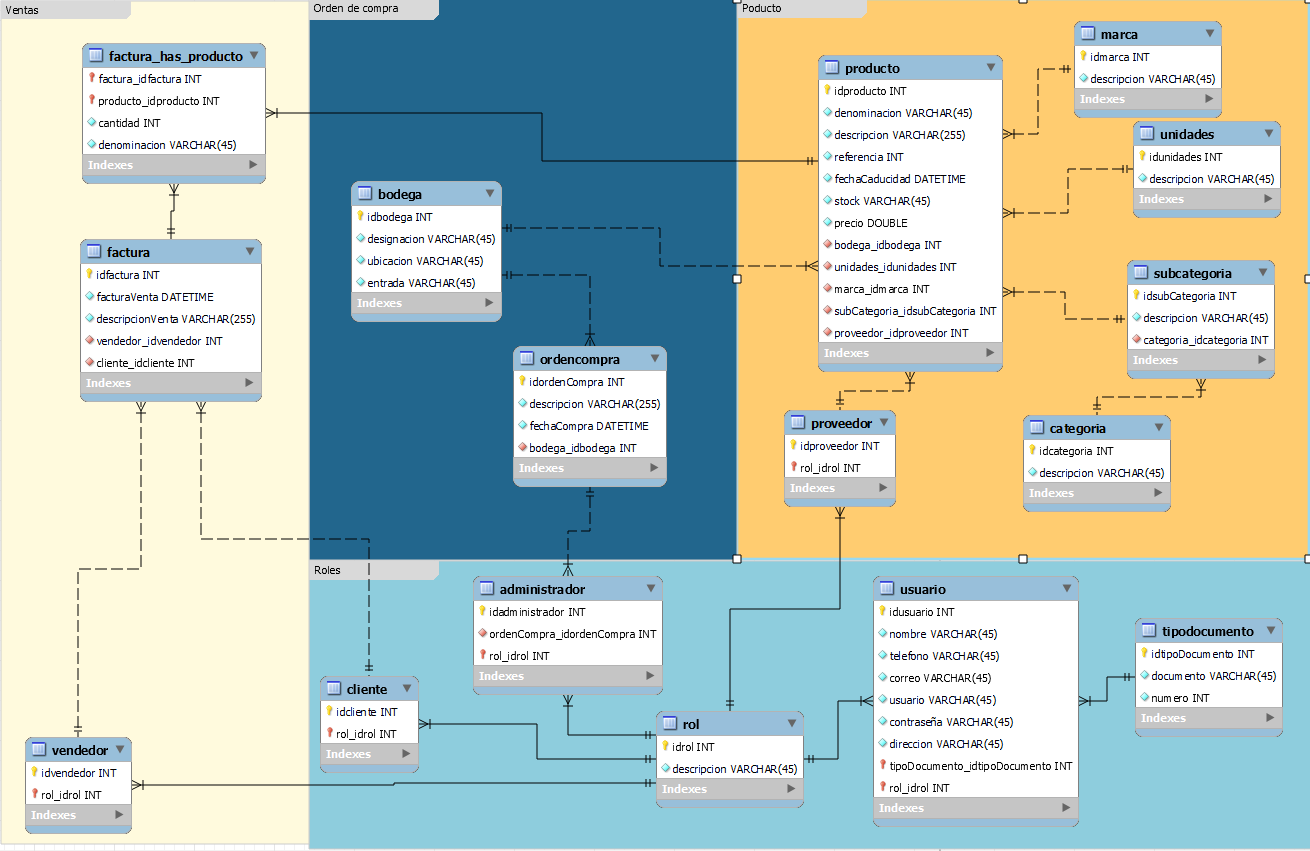 Ventas
factura_has_producto
factura_idfactura INT
producto_idproducto INT
cantidad INT
denominacion VARCHAR(45)
Indexes
factura
idfactura INT
facturaVenta DATETIME
descripcionVenta VARCHAR(255)
vendedor_idvendedor INT
cliente_idcliente INT
Indexes
vendedor
idvendedor INT
rol_idrol INT
Indexes
Orden de compra
bodega
idbodega INT
designacion VARCHAR(45)
ubicacion VARCHAR(45)
entrada VARCHAR(45)
Indexes
ordencompra
idordenCompra INT
descripcion VARCHAR(255)
fechaCompra DATETIME
bodega_idbodega INT
Indexes
Poducto
producto
idproducto INT
denominacion VARCHAR(45)
descripcion VARCHAR(255)
referencia INT
fechaCaducidad DATETIME
stock VARCHAR(45)
precio DOUBLE
bodega_idbodega INT
unidades_idunidades INT
marca_idmarca INT
subCategoria_idsubCategoria INT
proveedor_idproveedor INT
Indexes
marca
idmarca INT
descripcion VARCHAR(45)
Indexes
unidades
idunidades INT
descripcion VARCHAR(45)
Indexes
subcategoria
idsubCategoria INT
descripcion VARCHAR(45)
categoria_idcategoria INT
Indexes
categoria
idcategoria INT
descripcion VARCHAR(45)
Indexes
proveedor
idproveedor INT
rol_idrol INT
Indexes
Roles
administrador
idadministrador INT
ordenCompra_idordenCompra INT
rol_idrol INT
Indexes
cliente
idcliente INT
rol_idrol INT
Indexes
rol
idrol INT
descripcion VARCHAR(45)
Indexes
usuario
idusuario INT
nombre VARCHAR(45)
telefono VARCHAR(45)
correo VARCHAR(45)
usuario VARCHAR(45)
contraseña VARCHAR(45)
direccion VARCHAR(45)
tipoDocumento_idtipoDocumento INT
rol_idrol INT
Indexes
tipodocumento
idtipoDocumento INT
documento VARCHAR(45)
numero INT
Indexes